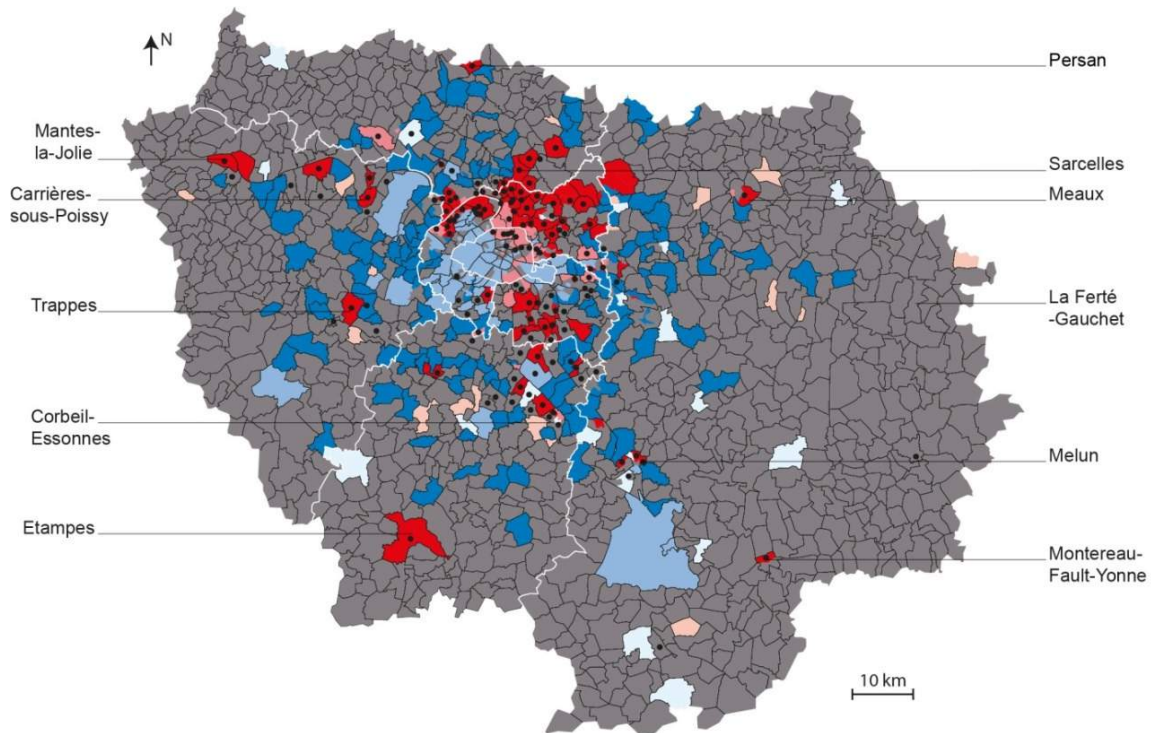 N
Persan
Mantes-
la-Jolie
Sarcelles
Carrières-
sous-Poissy
Meaux
Trappes
La Ferté
-Gauchet
Corbeil-
Essonnes
Melun
Etampes
Montereau-
Fault-Yonne
10 km